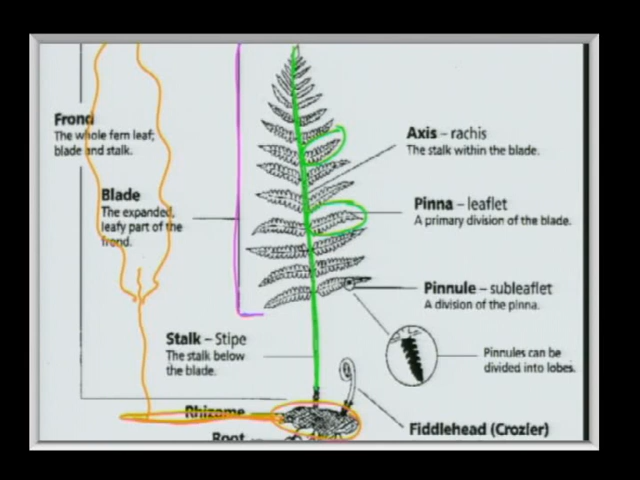 Frond
The whole fern leaf;
blade and stalk.
Blade
The expanded,
leafy part of the
frond.
Axis – rachis
The stalk within the blade.
Pinna – leaflet
A primary division of the blade.
Pinnule – subleaflet
A division of the pinna.
Stalk – Stipe
The stalk below
the blade.
Pinnules can be
divided into lobes.
Rhizome
Fiddlehead (Crozler)
Root